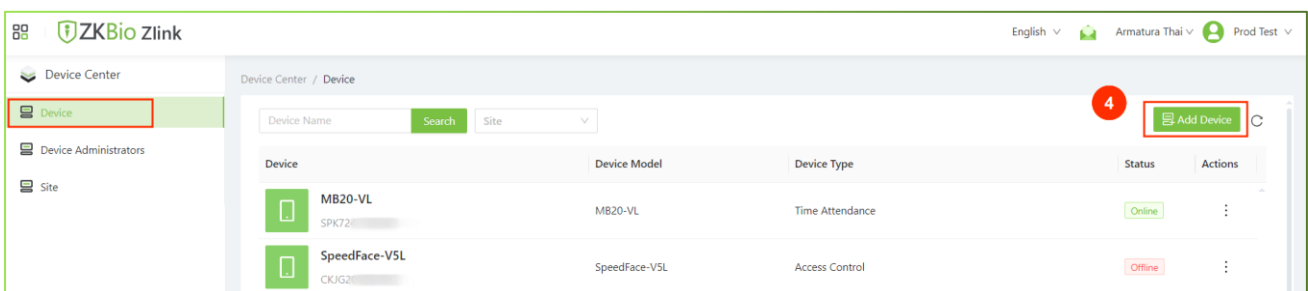 ZKBio Zlink
English
Armatura Thai
Prod Test
Device Center
Device
Device Administrators
Site
Device Center / Device
Device Name
Search
Site
4
Add Device
Device Device Model Device Type Status Actions
MB20-VL
SPK72
MB20-VL Time Attendance Online
SpeedFace-V5L
CKJG2
SpeedFace-V5L Access Control Offline